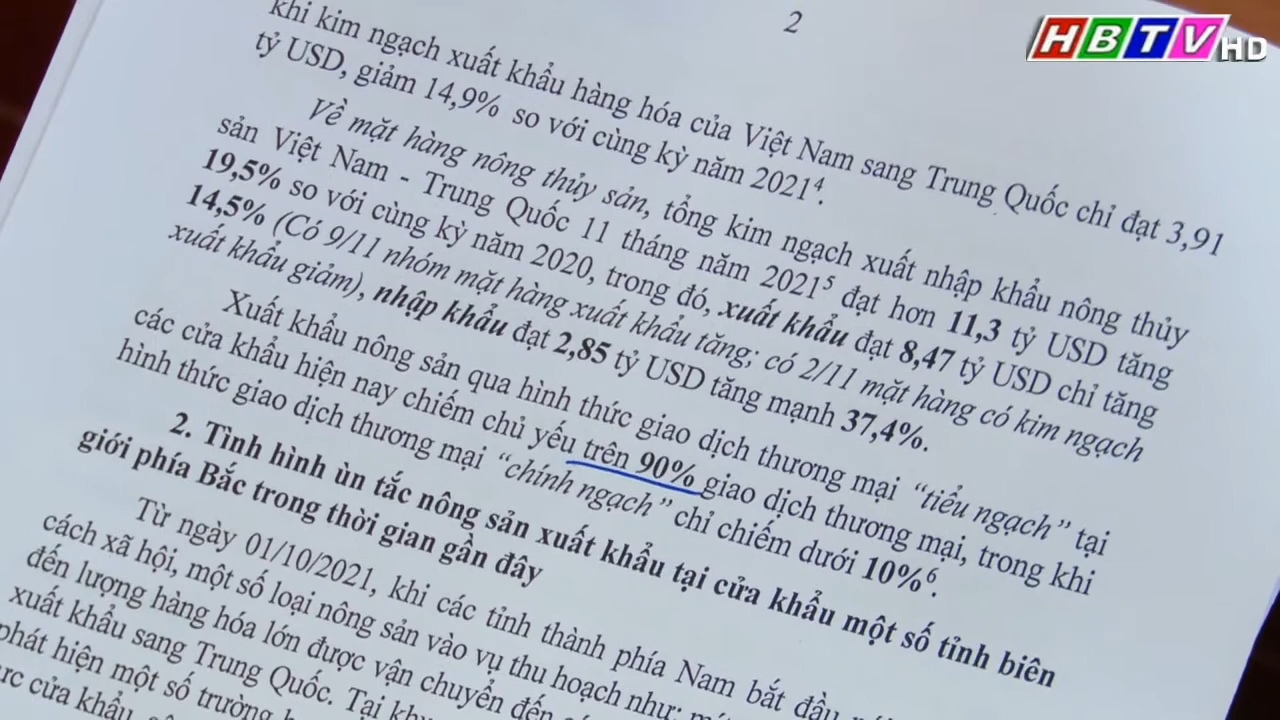 2
HBTV HD
khi kim ngạch xuất khẩu hàng hóa của Việt Nam sang Trung Quốc chỉ đạt 3,91
tỷ USD, giảm 14,9% so với cùng kỳ năm 2021⁴.
Về mặt hàng nông thủy sản, tổng kim ngạch xuất nhập khẩu nông thủy
sản Việt Nam - Trung Quốc 11 tháng năm 2021⁵ đạt hơn 11,3 tỷ USD tăng
19,5% so với cùng kỳ năm 2020, trong đó, xuất khẩu đạt 8,47 tỷ USD chỉ tăng
14,5% (Có 9/11 nhóm mặt hàng xuất khẩu tăng; có 2/11 mặt hàng có kim ngạch
xuất khẩu giảm), nhập khẩu đạt 2,85 tỷ USD tăng mạnh 37,4%.
Xuất khẩu nông sản qua hình thức giao dịch thương mại “tiểu ngạch” tại
các cửa khẩu hiện nay chiếm chủ yếu trên 90% giao dịch thương mại, trong khi
hình thức giao dịch thương mại “chính ngạch” chỉ chiếm dưới 10%⁶.
2. Tình hình ùn tắc nông sản xuất khẩu tại cửa khẩu một số tỉnh biên
giới phía Bắc trong thời gian gần đây
Từ ngày 01/10/2021, khi các tỉnh thành phía Nam bắt đầu
cách xã hội, một số loại nông sản vào vụ thu hoạch như:
đến lượng hàng hóa lớn được vận chuyển đến
xuất khẩu sang Trung Quốc. Tại
phát hiện một số trường
cửa khẩu,